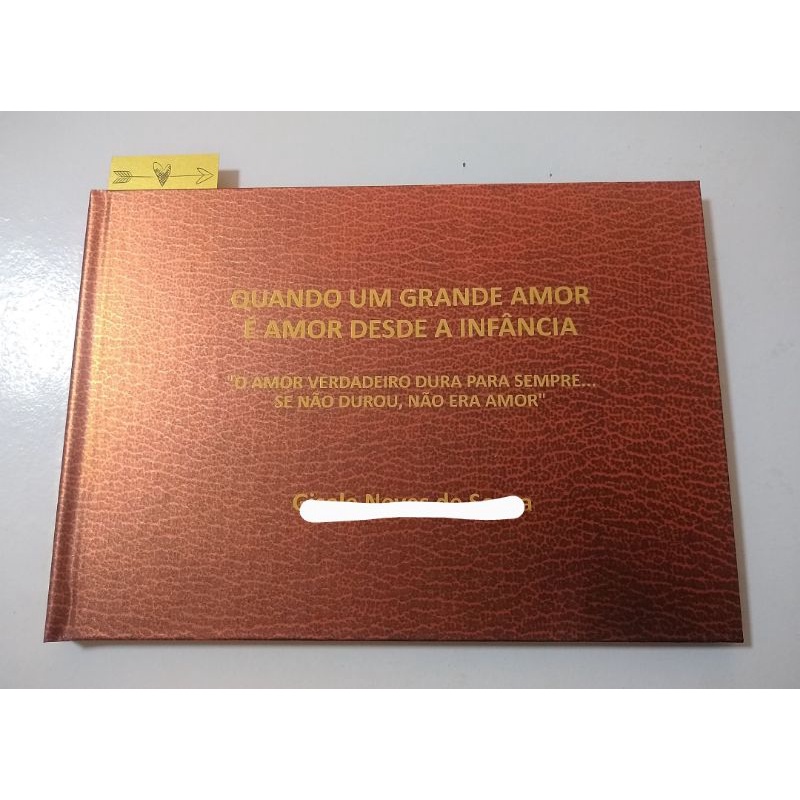 QUANDO UM GRANDE AMOR
É AMOR DESDE A INFÂNCIA
"O AMOR VERDADEIRO DURA PARA SEMPRE...
SE NÃO DUROU, NÃO ERA AMOR"